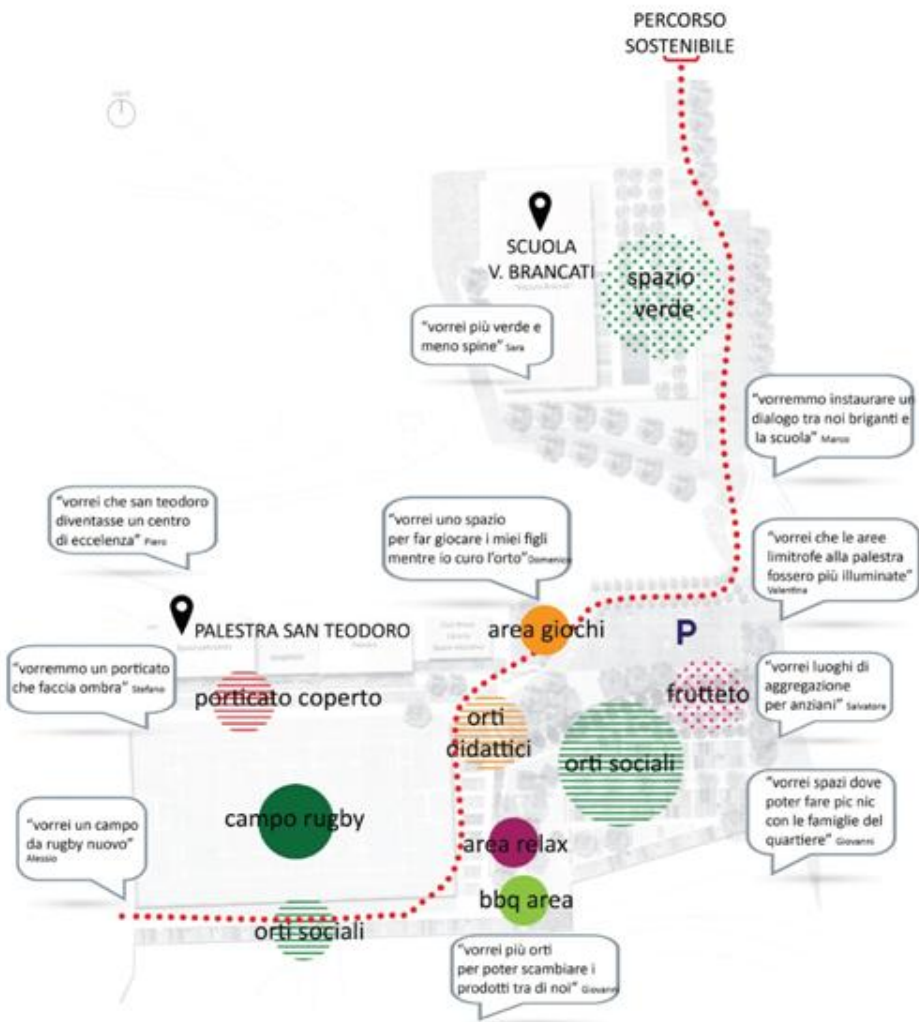 PERCORSO
SOSTENIBILE
SCUOLA
V. BRANCATI
spazio
verde
"vorrei più verde e
meno spine" Sara
"vorremmo instaurare un
dialogo tra noi briganti e
la scuola" Marco
"vorrei che san teodoro
diventasse un centro
di eccelenza" Piero
"vorrei uno spazio
per far giocare i miei figli
mentre io curo l'orto" Domenico
"vorrei che le aree
limitrofe alla palestra
fossero più illuminate"
Valentina
PALESTRA SAN TEODORO
area giochi
P
"vorremmo un porticato
che faccia ombra" Stefano
porticato coperto
frutteto
"vorrei luoghi di
aggregazione
per anziani" Salvatore
orti
didattici
orti sociali
"vorrei spazi dove
poter fare pic nic
con le famiglie del
quartiere" Giovanni
"vorrei un campo
da rugby nuovo"
Alessio
campo rugby
area relax
bbq area
orti sociali
"vorrei più orti
per poter scambiare i
prodotti tra di noi" Giovanni